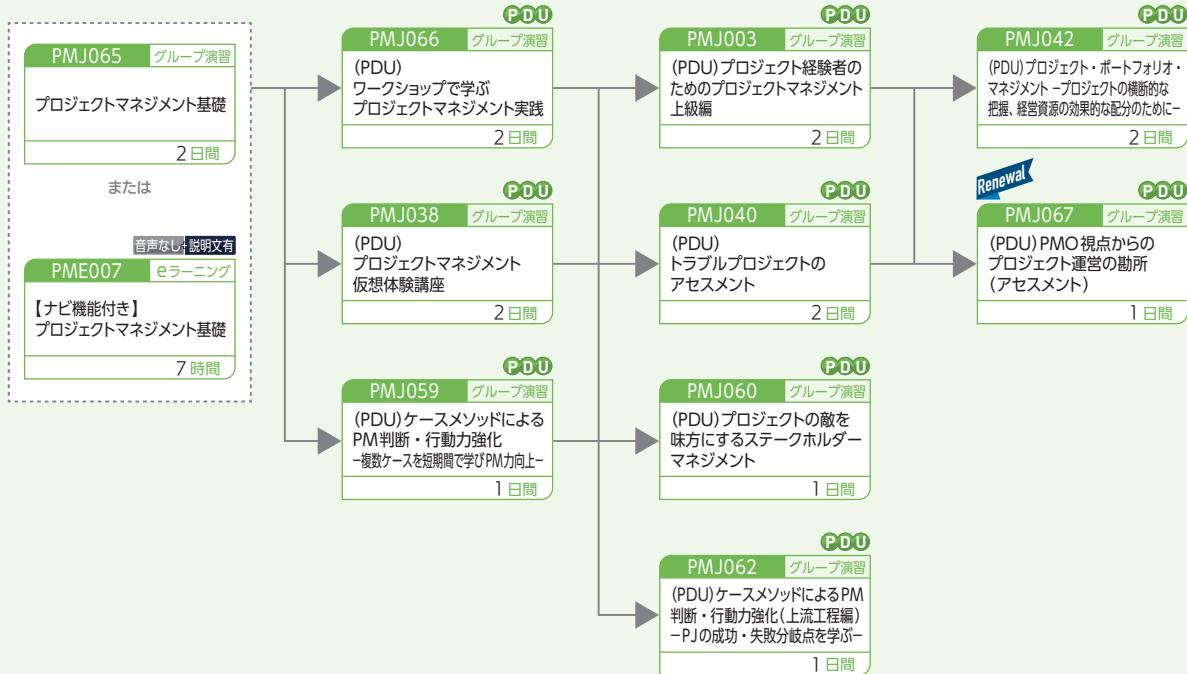 PMJ065 グループ演習
プロジェクトマネジメント基礎
2日間
または
音声なし+説明文有
PME007 eラーニング
【ナビ機能付き】
プロジェクトマネジメント基礎
7時間
PDU
PMJ066 グループ演習
(PDU)
ワークショップで学ぶ
プロジェクトマネジメント実践
2日間
PDU
PMJ038 グループ演習
(PDU)
プロジェクトマネジメント
仮想体験講座
2日間
PDU
PMJ059 グループ演習
(PDU)ケースメソッドによる
PM判断・行動力強化
−複数ケースを短期間で学びPM力向上−
1日間
PDU
PMJ003 グループ演習
(PDU)プロジェクト経験者の
ためのプロジェクトマネジメント
上級編
2日間
PDU
PMJ040 グループ演習
(PDU)
トラブルプロジェクトの
アセスメント
2日間
PDU
PMJ060 グループ演習
(PDU)プロジェクトの敵を
味方にするステークホルダー
マネジメント
1日間
PDU
PMJ062 グループ演習
(PDU)ケースメソッドによるPM
判断・行動力強化(上流工程編)
−PJの成功・失敗分岐点を学ぶ−
1日間
PDU
PMJ042 グループ演習
(PDU)プロジェクト・ポートフォリオ・
マネジメント −プロジェクトの横断的な
把握、経営資源の効果的な配分のために−
2日間
Renewal
PDU
PMJ067 グループ演習
(PDU)PMO視点からの
プロジェクト運営の勘所
(アセスメント)
1日間